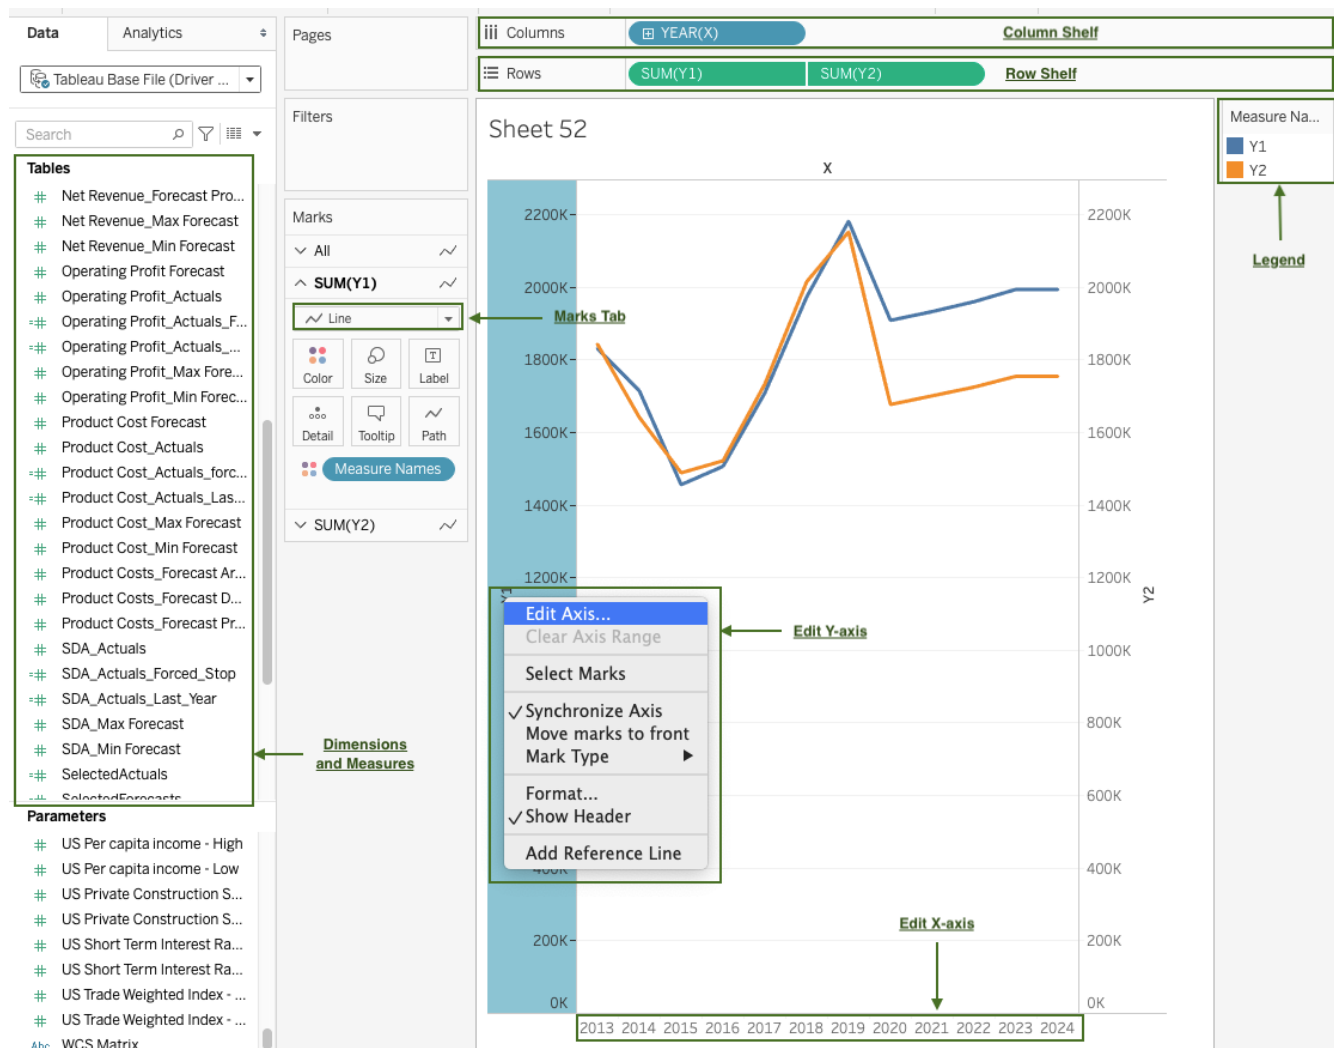 Data
Analytics
Tableau Base File (Driver ...
Search
Tables
Net Revenue_Forecast Pro...
Net Revenue_Max Forecast
Net Revenue_Min Forecast
Operating Profit Forecast
Operating Profit_Actuals
Operating Profit_Actuals_F...
Operating Profit_Actuals_...
Operating Profit_Max Fore...
Operating Profit_Min Forec...
Product Cost Forecast
Product Cost_Actuals
Product Cost_Actuals_forc...
Product Cost_Actuals_Las...
Product Cost_Max Forecast
Product Cost_Min Forecast
Product Costs_Forecast Ar...
Product Costs_Forecast D...
Product Costs_Forecast Pr...
SDA_Actuals
SDA_Actuals_Forced_Stop
SDA_Actuals_Last_Year
SDA_Max Forecast
SDA_Min Forecast
SelectedActuals
SelectedForecasts
Parameters
US Per capita income - High
US Per capita income - Low
US Private Construction S...
US Private Construction S...
US Short Term Interest Ra...
US Short Term Interest Ra...
US Trade Weighted Index - ...
US Trade Weighted Index - ...
Abc WCS Matrix
Dimensions
and Measures
Pages
Filters
Marks
All
SUM(Y1)
Line
Marks Tab
Color
Size
Label
Detail
Tooltip
Path
Measure Names
SUM(Y2)
Columns
YEAR(X)
Column Shelf
Rows
SUM(Y1)
SUM(Y2)
Row Shelf
Sheet 52
X
2200K
2000K
1800K
1600K
1400K
1200K
Y1
Edit Axis...
Clear Axis Range
Select Marks
Synchronize Axis
Move marks to front
Mark Type
Format...
Show Header
Add Reference Line
Edit Y-axis
400K
200K
0K
2200K
2000K
1800K
1600K
1400K
1200K
Y2
1000K
800K
600K
400K
200K
0K
Edit X-axis
2013 2014 2015 2016 2017 2018 2019 2020 2021 2022 2023 2024
Measure Na...
Y1
Y2
Legend